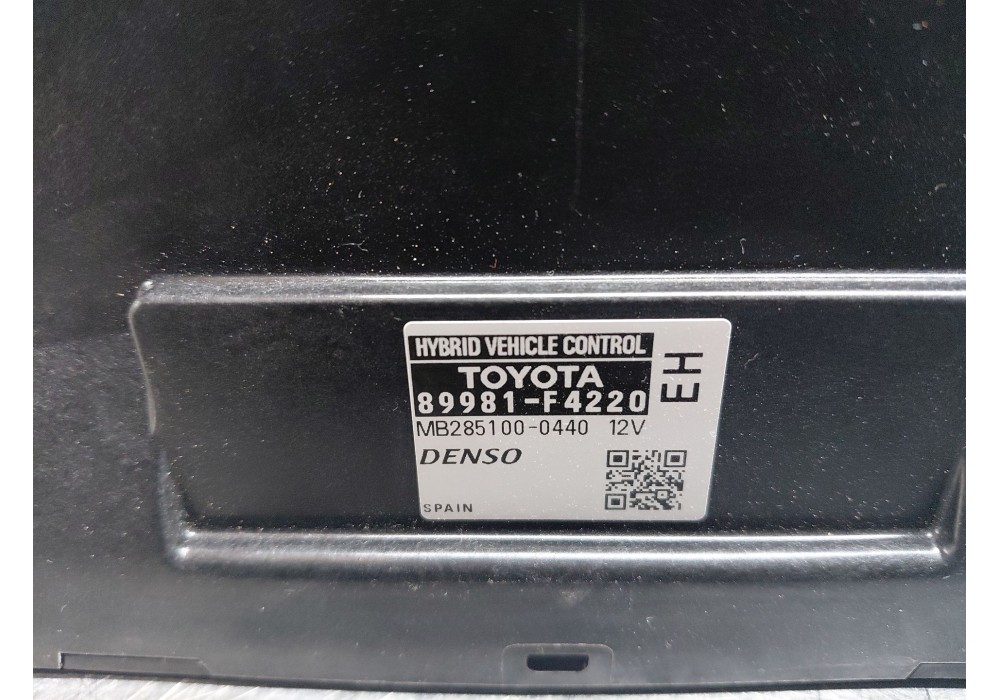 HYBRID VEHICLE CONTROL
TOYOTA
89981-F4220
EH
MB285100-0440 12V
DENSO
SPAIN